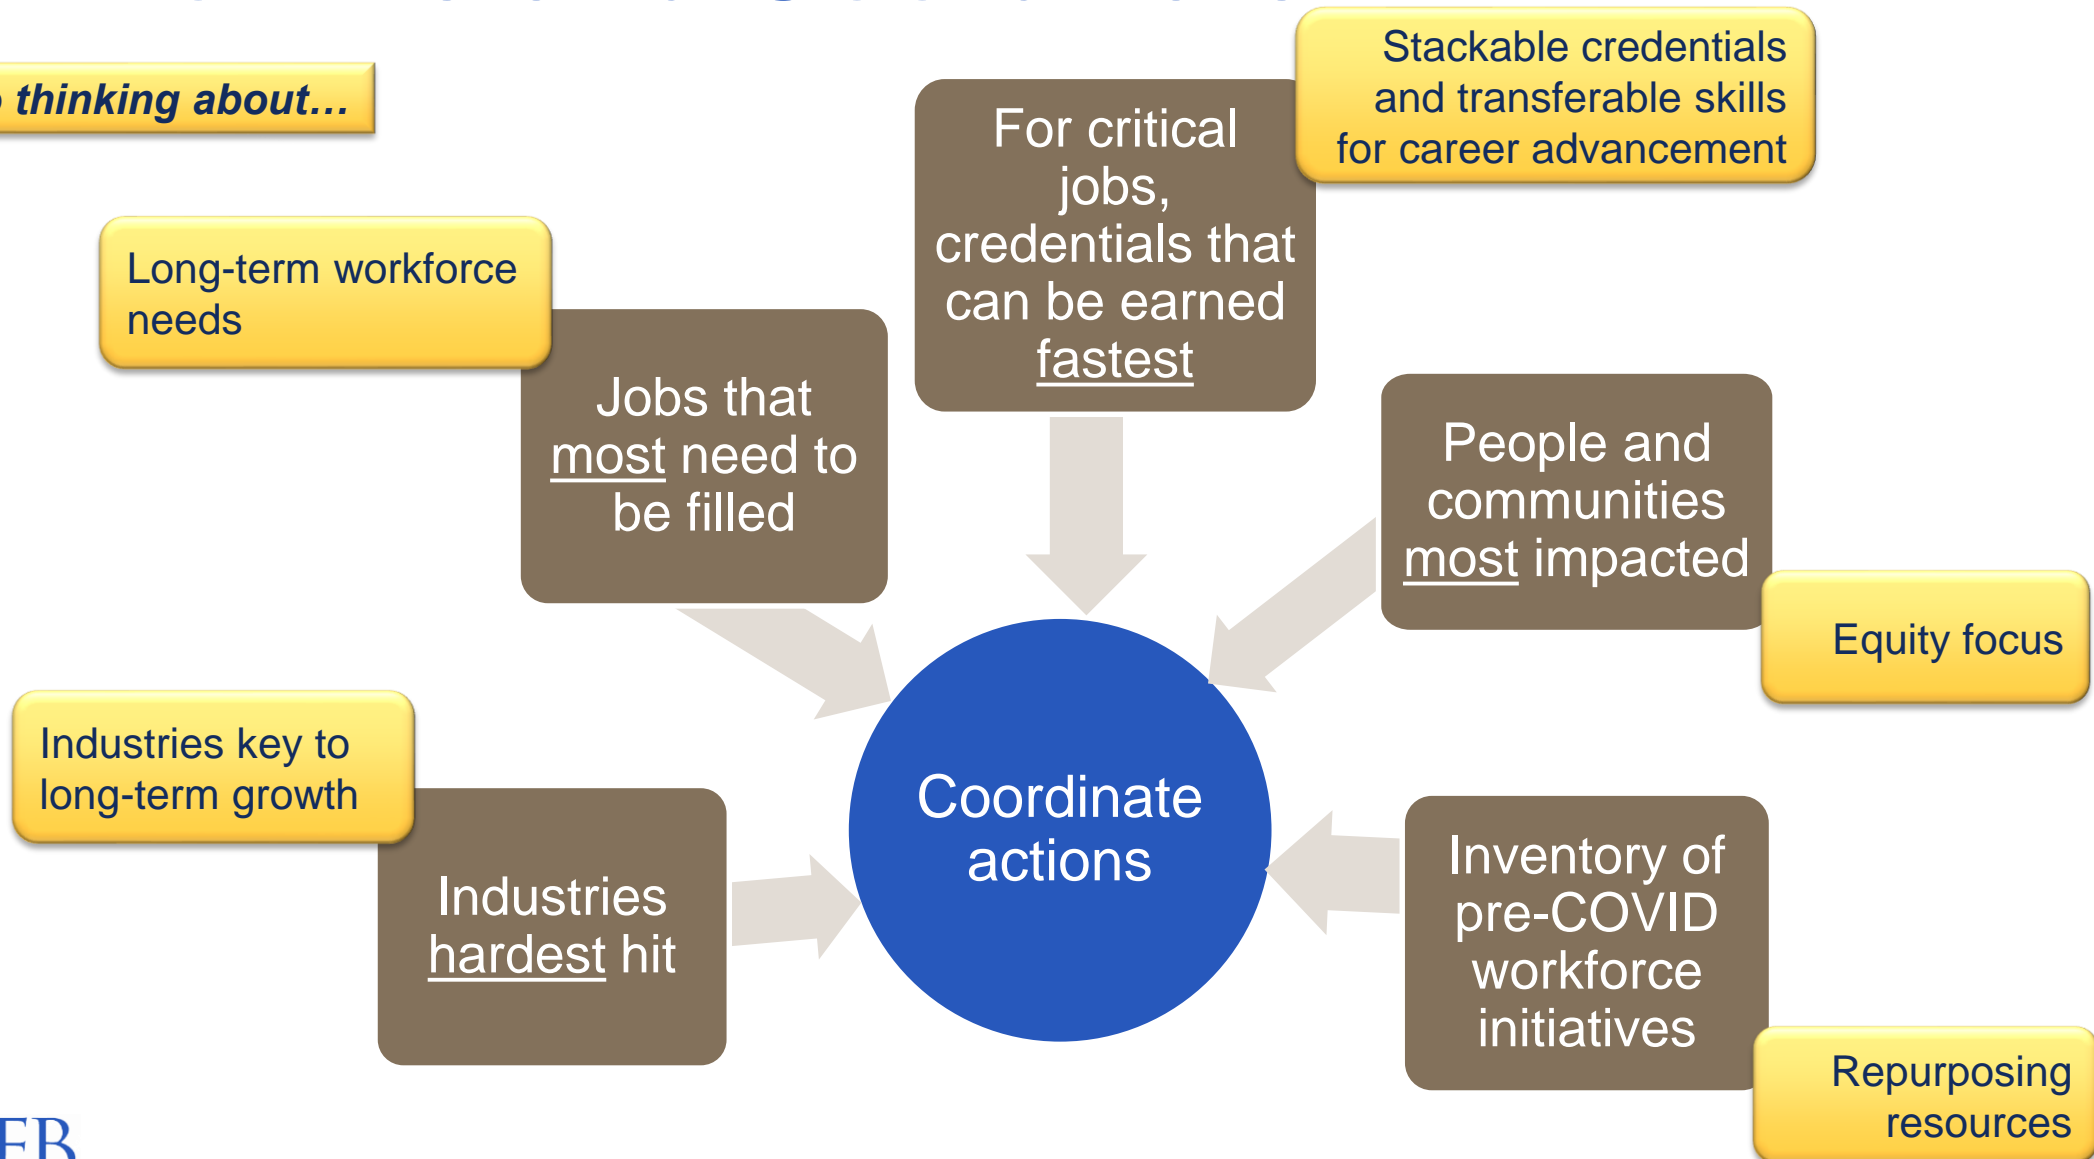 thinking about...
Stackable credentials
and transferable skills
for career advancement
For critical
jobs,
credentials that
can be earned
fastest
Long-term workforce
needs
Jobs that
most need to
be filled
People and
communities
most impacted
Equity focus
Industries key to
long-term growth
Industries
hardest hit
Coordinate
actions
Inventory of
pre-COVID
workforce
initiatives
Repurposing
resources